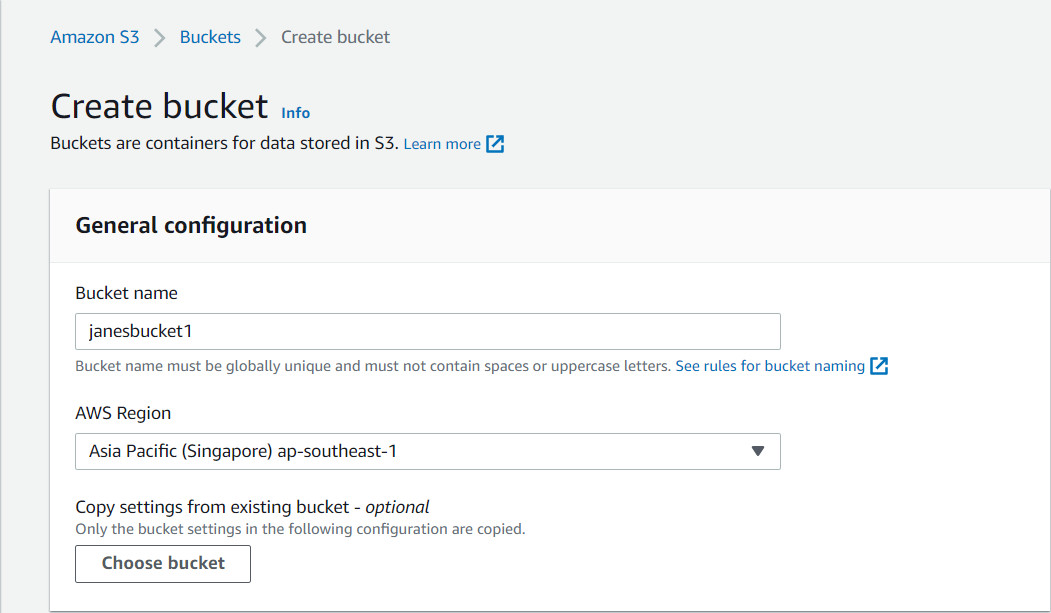 Amazon S3 > Buckets > Create bucket
Create bucket Info
Buckets are containers for data stored in S3. Learn more
General configuration
Bucket name
janesbucket1
Bucket name must be globally unique and must not contain spaces or uppercase letters. See rules for bucket naming
AWS Region
Asia Pacific (Singapore) ap-southeast-1
Copy settings from existing bucket - optional
Only the bucket settings in the following configuration are copied.
Choose bucket